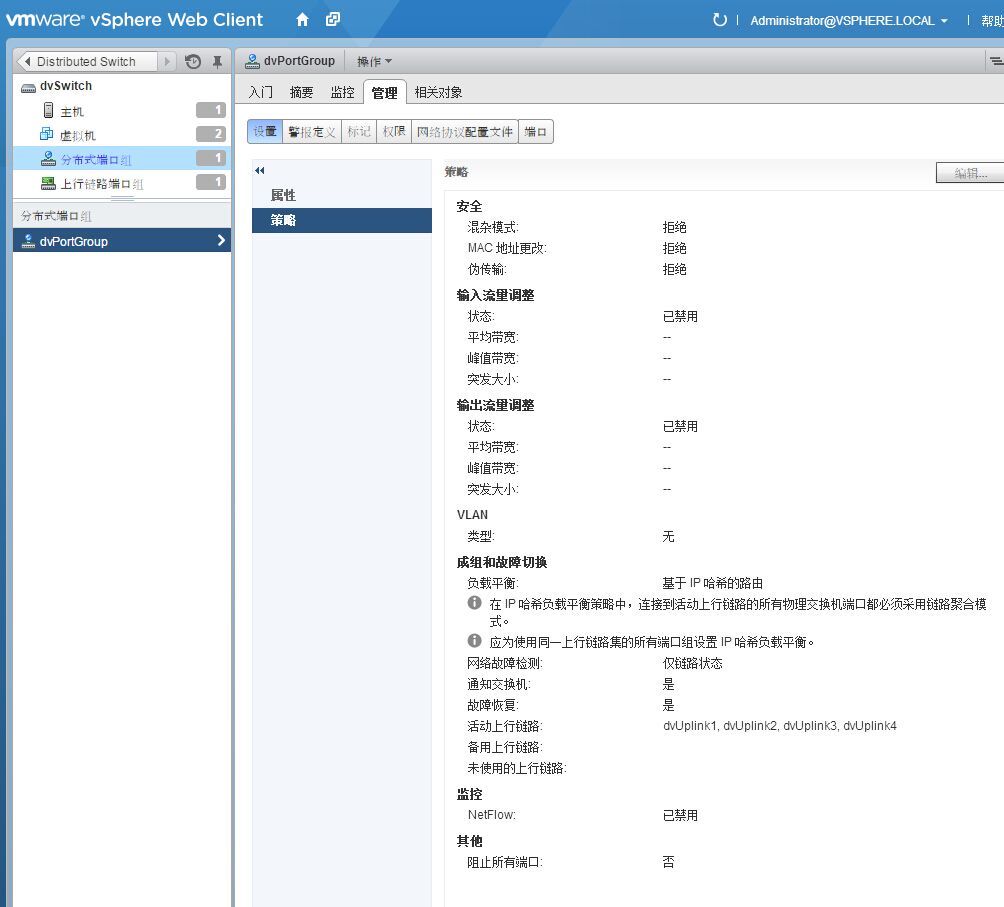 vmware® vSphere Web Client
Administrator@VSPHERE.LOCAL
帮助
Distributed Switch
dvSwitch
主机 1
虚拟机 2
分布式端口组 1
上行链路端口组 1
分布式端口组
dvPortGroup
dvPortGroup 操作
入门 摘要 监控 管理 相关对象
设置 警报定义 标记 权限 网络协议配置文件 端口
属性
策略
策略
编辑...
安全
混杂模式: 拒绝
MAC 地址更改: 拒绝
伪传输: 拒绝
输入流量调整
状态: 已禁用
平均带宽: --
峰值带宽: --
突发大小: --
输出流量调整
状态: 已禁用
平均带宽: --
峰值带宽: --
突发大小: --
VLAN
类型: 无
成组和故障切换
负载平衡: 基于 IP 哈希的路由
在 IP 哈希负载平衡策略中，连接到活动上行链路的所有物理交换机端口都必须采用链路聚合模
式。
应为使用同一上行链路集的所有端口组设置 IP 哈希负载平衡。
网络故障检测: 仅链路状态
通知交换机: 是
故障恢复: 是
活动上行链路: dvUplink1, dvUplink2, dvUplink3, dvUplink4
备用上行链路:
未使用的上行链路:
监控
NetFlow: 已禁用
其他
阻止所有端口: 否